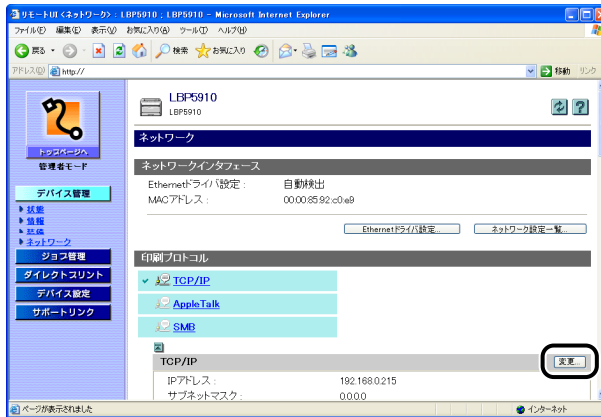 リモートUI <ネットワーク> : LBP5910 ; LBP5910 - Microsoft Internet Explorer
ファイル(F) 編集(E) 表示(V) お気に入り(A) ツール(T) ヘルプ(H)
戻る 検索 お気に入り
アドレス(D) http:// 移動 リンク
LBP5910
LBP5910
トップページへ
管理者モード
デバイス管理
状態
情報
装備
ネットワーク
ジョブ管理
ダイレクトプリント
デバイス設定
サポートリンク
ネットワーク
ネットワークインタフェース
Ethernetドライバ設定 : 自動検出
MACアドレス : 00:00:85:92:c0:e9
Ethernetドライバ設定... ネットワーク設定一覧...
印刷プロトコル
TCP/IP
AppleTalk
SMB
TCP/IP 変更...
IPアドレス : 192.168.0.215
サブネットマスク : 0.0.0.0
ページが表示されました インターネット